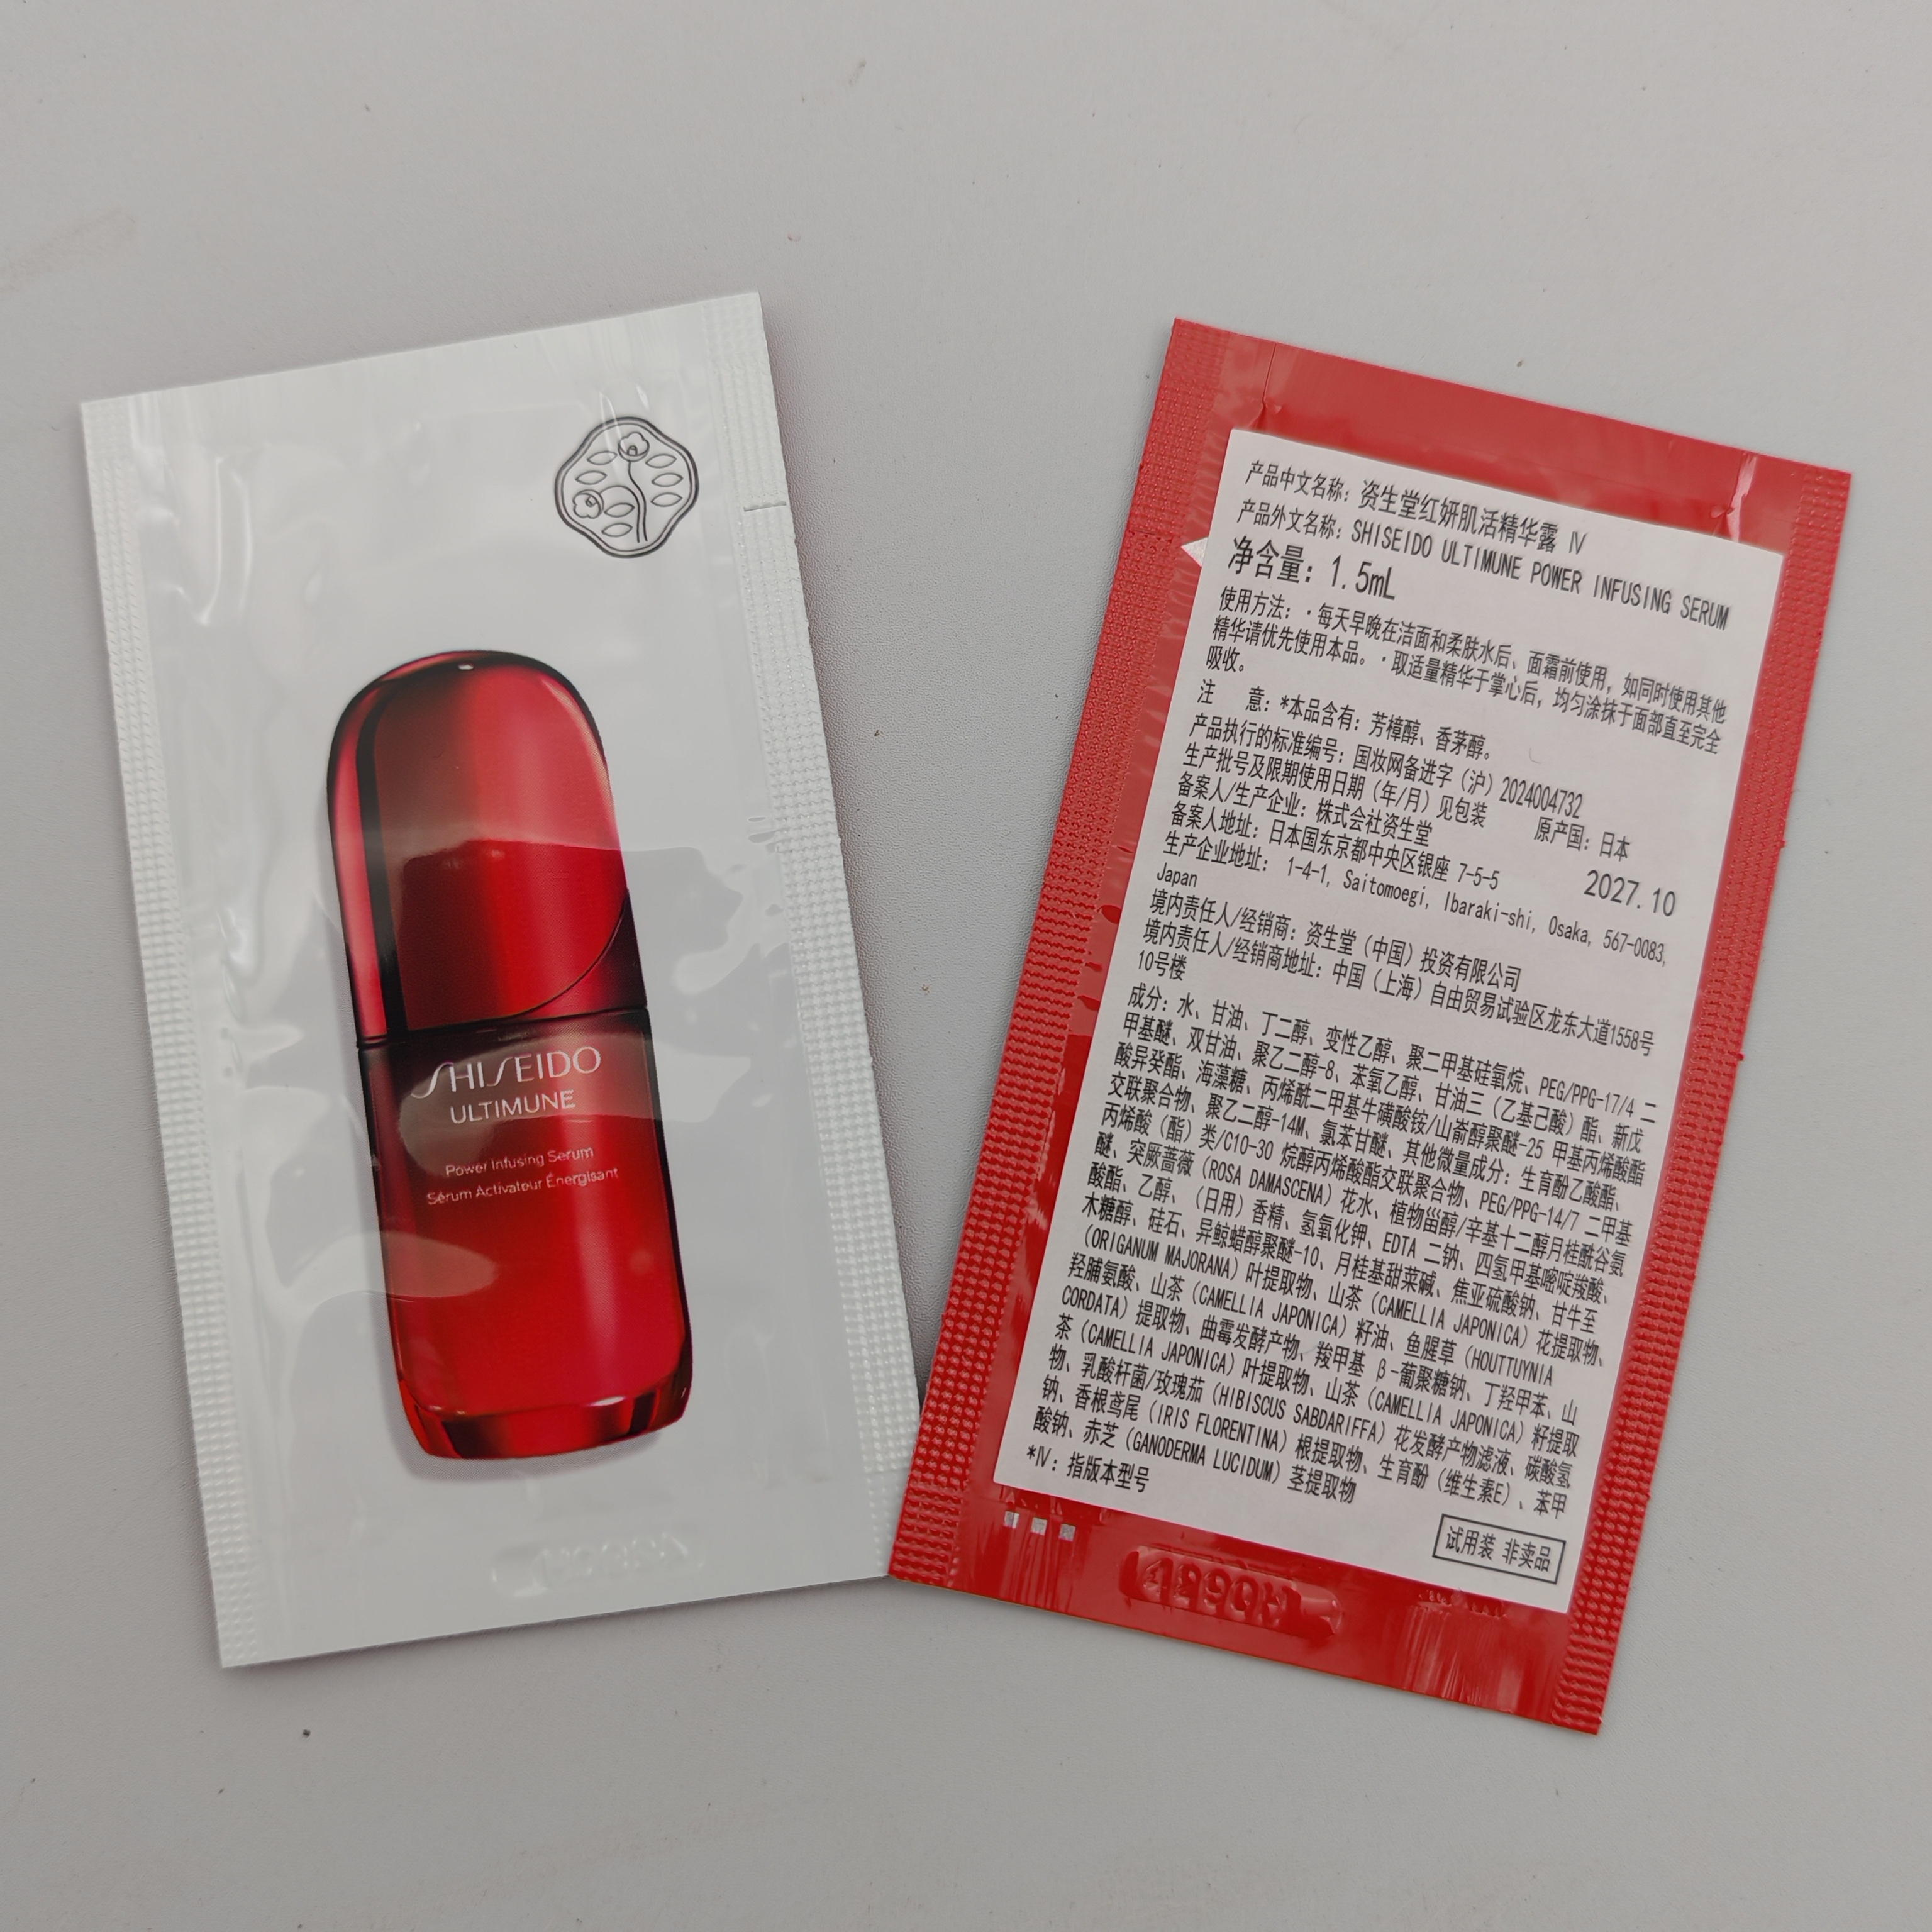 SHISEIDO
ULTIMUNE
Power Infusing Serum
Sérum Activateur Énergisant
产品中文名称：资生堂红妍肌活精华露 Ⅳ
产品外文名称：SHISEIDO ULTIMUNE POWER INFUSING SERUM
净含量：1.5mL
使用方法：·每天早晚在洁面和柔肤水后、面霜前使用，如同时使用其他
精华请优先使用本品。·取适量精华于掌心后，均匀涂抹于面部直至完全
吸收。
注 意：*本品含有：芳樟醇、香茅醇。
产品执行的标准编号：国妆网备进字（沪）2024004732
生产批号及限期使用日期（年/月）见包装 原产国：日本
备案人/生产企业：株式会社资生堂
备案人地址：日本国东京都中央区银座 7-5-5 2027.10
生产企业地址： 1-4-1, Saitomoegi, Ibaraki-shi, Osaka, 567-0083,
Japan
境内责任人/经销商：资生堂（中国）投资有限公司
境内责任人/经销商地址：中国（上海）自由贸易试验区龙东大道1558号
10号楼
成分：水、甘油、丁二醇、变性乙醇、聚二甲基硅氧烷、PEG/PPG-17/4 二
甲基醚、双甘油、聚乙二醇-8、苯氧乙醇、甘油三（乙基己酸）酯、新戊
酸异癸酯、海藻糖、丙烯酰二甲基牛磺酸铵/山嵛醇聚醚-25 甲基丙烯酸酯
交联聚合物、聚乙二醇-14M、氯苯甘醚、其他微量成分：生育酚乙酸酯、
丙烯酸（酯）类/C10-30 烷醇丙烯酸酯交联聚合物、PEG/PPG-14/7 二甲基
醚、突厥蔷薇（ROSA DAMASCENA）花水、植物甾醇/辛基十二醇月桂酰谷氨
酸酯、乙醇、（日用）香精、氢氧化钾、EDTA 二钠、四氢甲基嘧啶羧酸、
木糖醇、硅石、异鲸蜡醇聚醚-10、月桂基甜菜碱、焦亚硫酸钠、甘牛至
（ORIGANUM MAJORANA）叶提取物、山茶（CAMELLIA JAPONICA）花提取物、
羟脯氨酸、山茶（CAMELLIA JAPONICA）籽油、鱼腥草（HOUTTUYNIA
CORDATA）提取物、曲霉发酵产物、羧甲基 β-葡聚糖钠、丁羟甲苯、山
茶（CAMELLIA JAPONICA）叶提取物、山茶（CAMELLIA JAPONICA）籽提取
物、乳酸杆菌/玫瑰茄（HIBISCUS SABDARIFFA）花发酵产物滤液、碳酸氢
钠、香根鸢尾（IRIS FLORENTINA）根提取物、生育酚（维生素E）、苯甲
酸钠、赤芝（GANODERMA LUCIDUM）茎提取物
*Ⅳ：指版本型号
试用装 非卖品